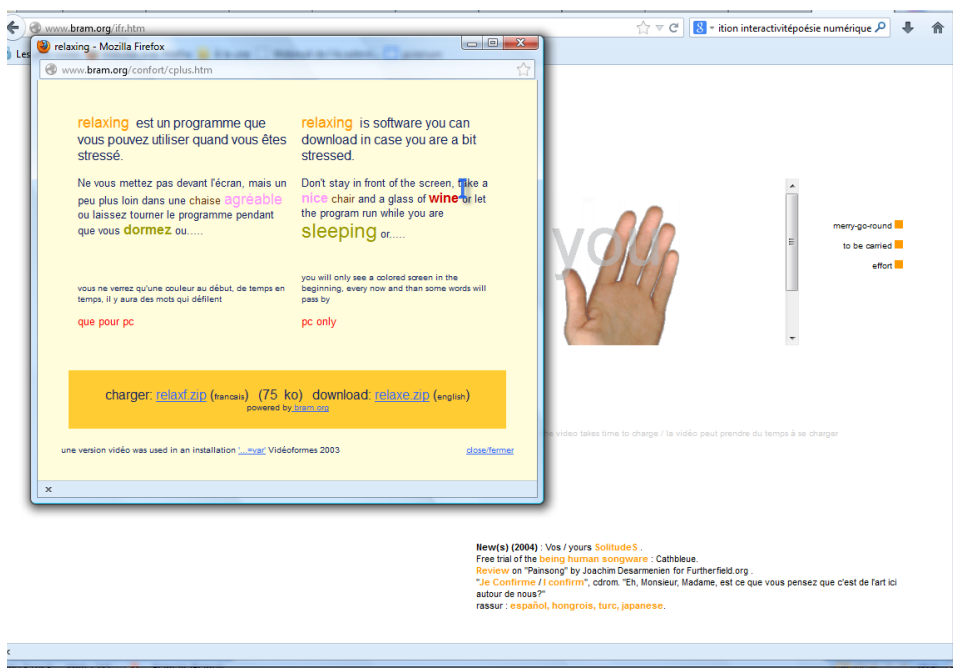 www.bram.org/ifr.htm
ition interactivitépoésie numérique
relaxing - Mozilla Firefox
www.bram.org/confort/cplus.htm
relaxing est un programme que
vous pouvez utiliser quand vous êtes
stressé.
Ne vous mettez pas devant l'écran, mais un
peu plus loin dans une chaise agréable
ou laissez tourner le programme pendant
que vous dormez ou.....
vous ne verrez qu'une couleur au début, de temps en
temps, il y aura des mots qui défilent
que pour pc
relaxing is software you can
download in case you are a bit
stressed.
Don't stay in front of the screen, take a
nice chair and a glass of wine or let
the program run while you are
sleeping or.....
you will only see a colored screen in the
beginning, every now and than some words will
pass by
pc only
charger: relaxf.zip (francais) (75 ko) download: relaxe.zip (english)
powered by bram.org
une version vidéo was used in an installation '...=var' Vidéoformes 2003
close/fermer
you
merry-go-round
to be carried
effort
video takes time to charge / la vidéo peut prendre du temps à se charger
New(s) (2004) : Vos / yours SolitudeS .
Free trial of the being human songware : Cathbleue.
Review on "Painsong" by Joachim Desarmenien for Furtherfield.org .
"Je Confirme / I confirm", cdrom. "Eh, Monsieur, Madame, est ce que vous pensez que c'est de l'art ici
autour de nous?"
rassur : español, hongrois, turc, japanese.